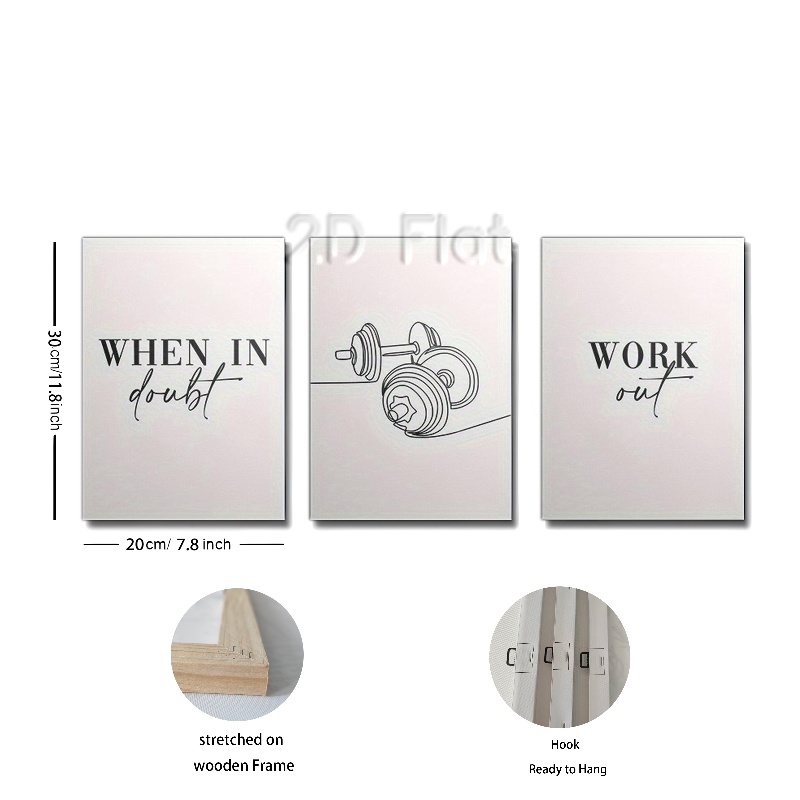 2.D Flat
WHEN IN
doubt
WORK
out
30cm/11.8inch
20cm/ 7.8 inch
stretched on
wooden Frame
Hook
Ready to Hang